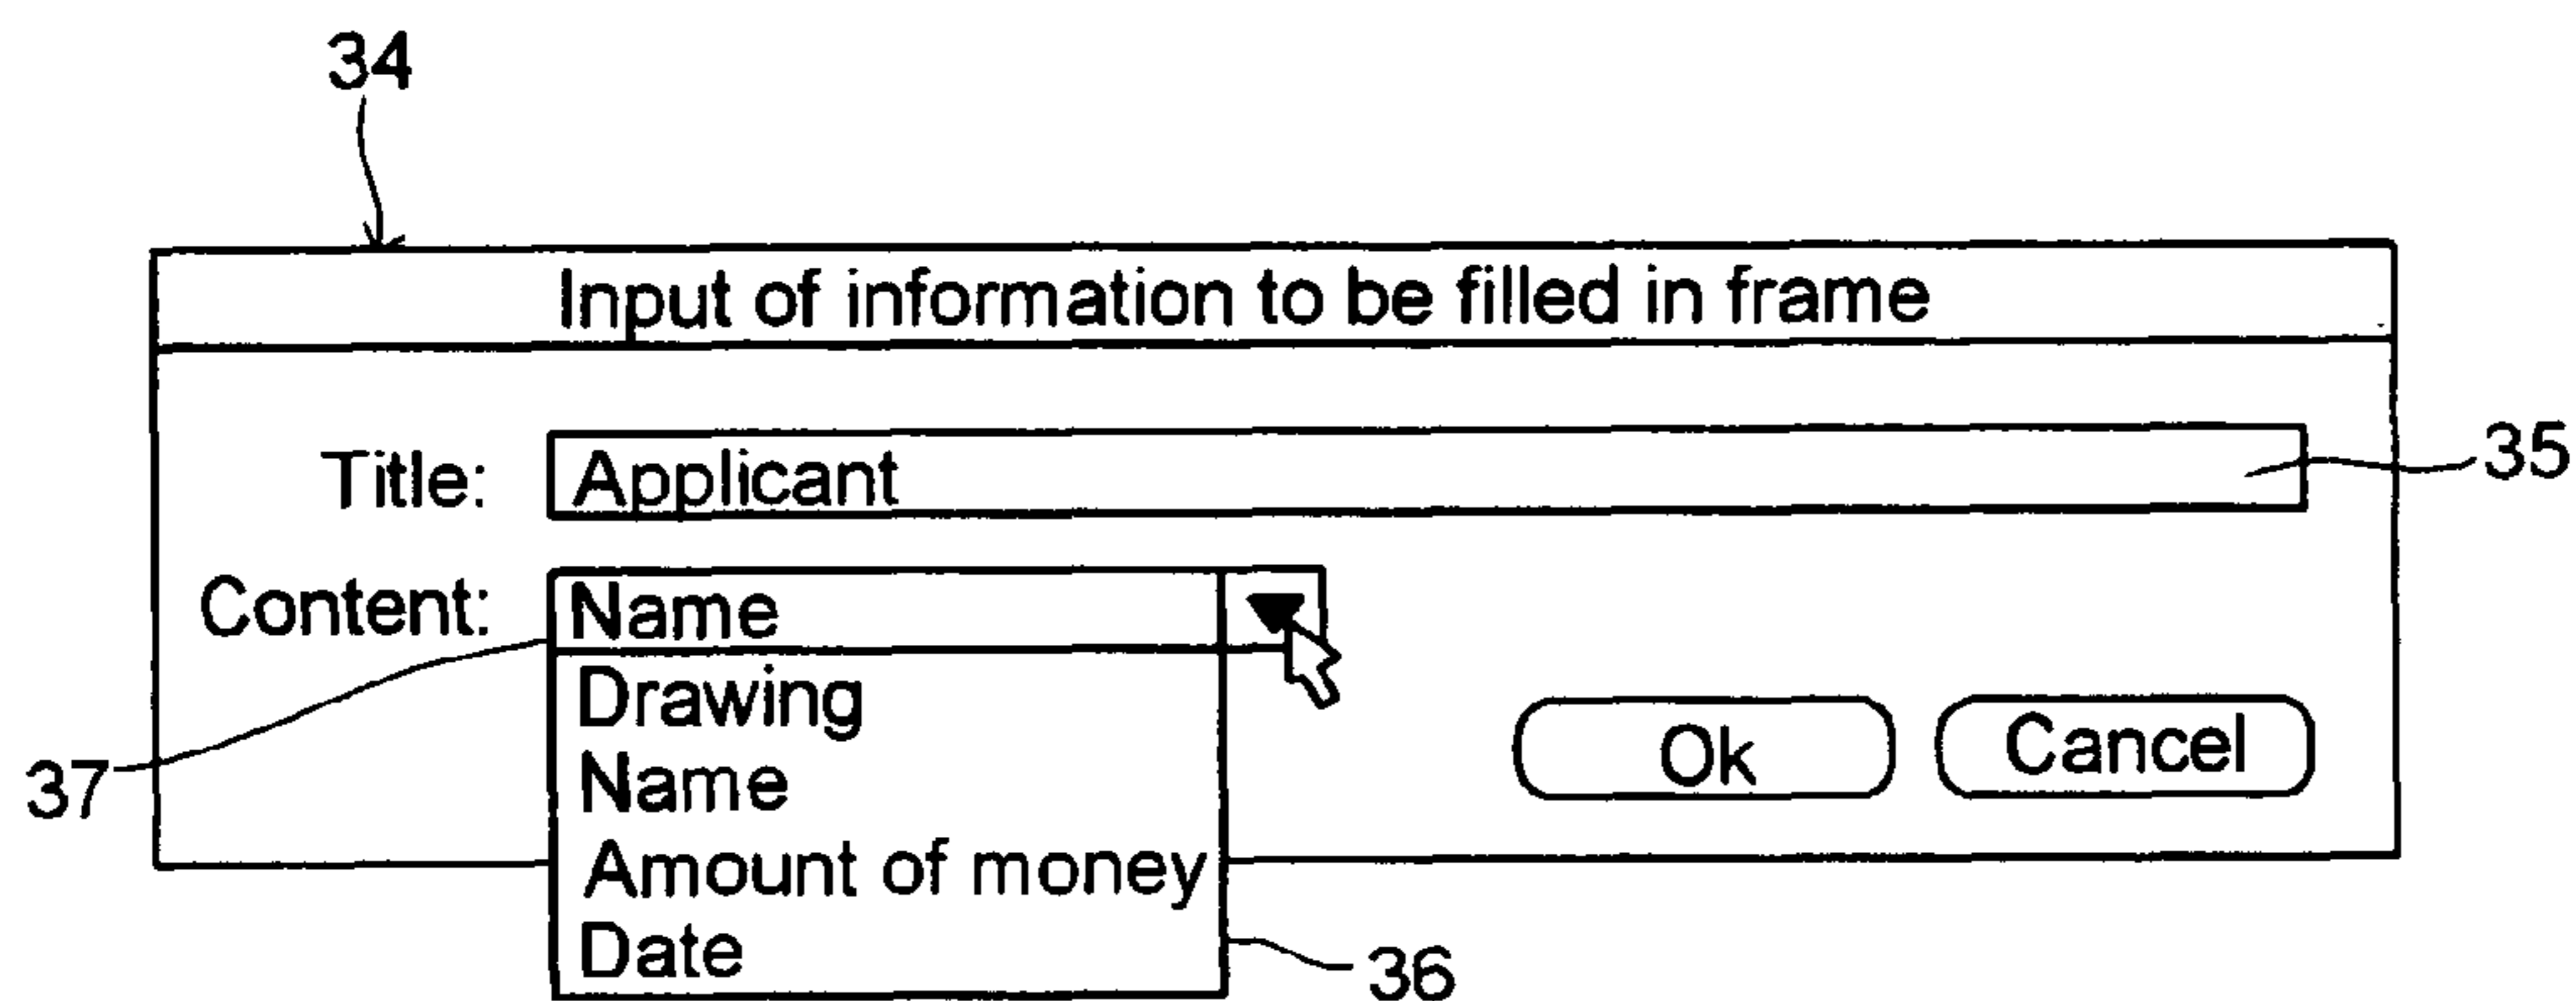 34
Input of information to be filled in frame
Title: Applicant 35
Content: Name
Drawing
37 Name Ok Cancel
Amount of money
Date 36